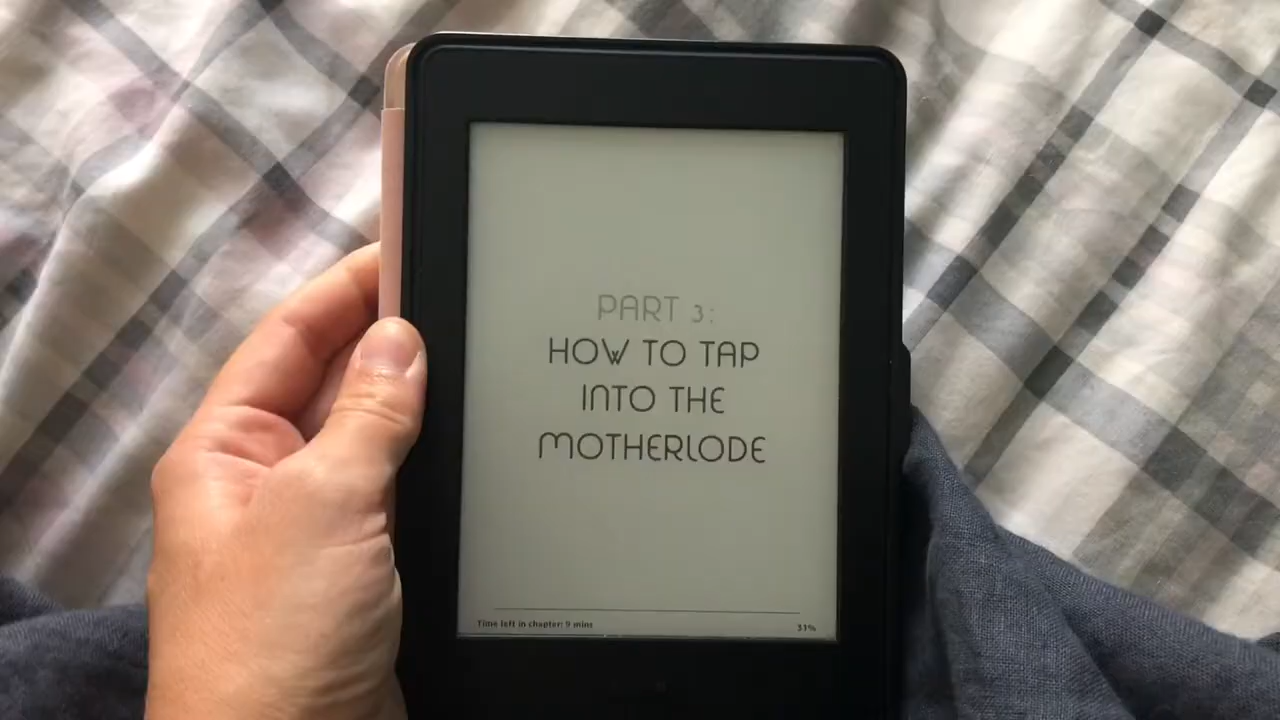 PART 3:
HOW TO TAP
INTO THE
MOTHERLODE
Time left in chapter: 9 mins
31%